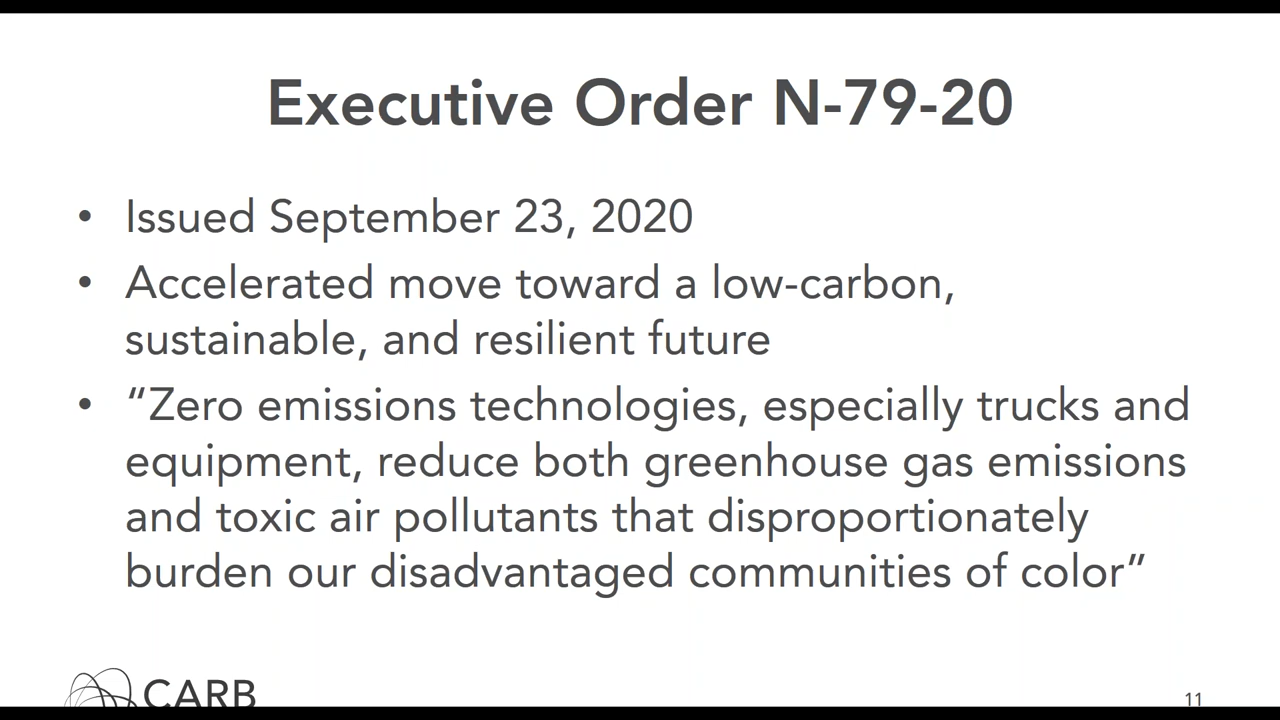 Executive Order N-79-20
• Issued September 23, 2020
• Accelerated move toward a low-carbon,
sustainable, and resilient future
• “Zero emissions technologies, especially trucks and
equipment, reduce both greenhouse gas emissions
and toxic air pollutants that disproportionately
burden our disadvantaged communities of color”
CARB
11